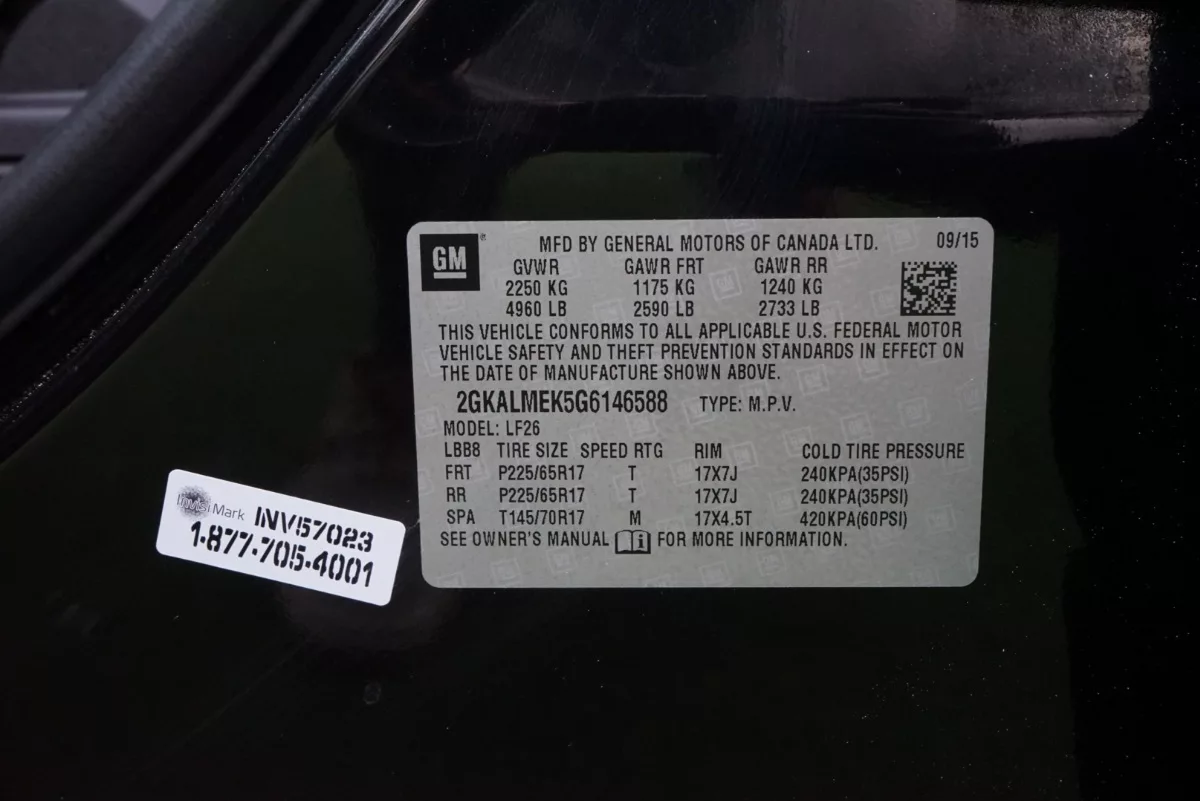 GM®
MFD BY GENERAL MOTORS OF CANADA LTD. 09/15
GVWR GAWR FRT GAWR RR
2250 KG 1175 KG 1240 KG
4960 LB 2590 LB 2733 LB
THIS VEHICLE CONFORMS TO ALL APPLICABLE U.S. FEDERAL MOTOR
VEHICLE SAFETY AND THEFT PREVENTION STANDARDS IN EFFECT ON
THE DATE OF MANUFACTURE SHOWN ABOVE.
2GKALMEK5G6146588 TYPE: M.P.V.
MODEL: LF26
LBB8 TIRE SIZE SPEED RTG RIM COLD TIRE PRESSURE
FRT P225/65R17 T 17X7J 240KPA(35PSI)
RR P225/65R17 T 17X7J 240KPA(35PSI)
SPA T145/70R17 M 17X4.5T 420KPA(60PSI)
SEE OWNER'S MANUAL i FOR MORE INFORMATION.
InvisiMark INV57023
1-877-705-4001